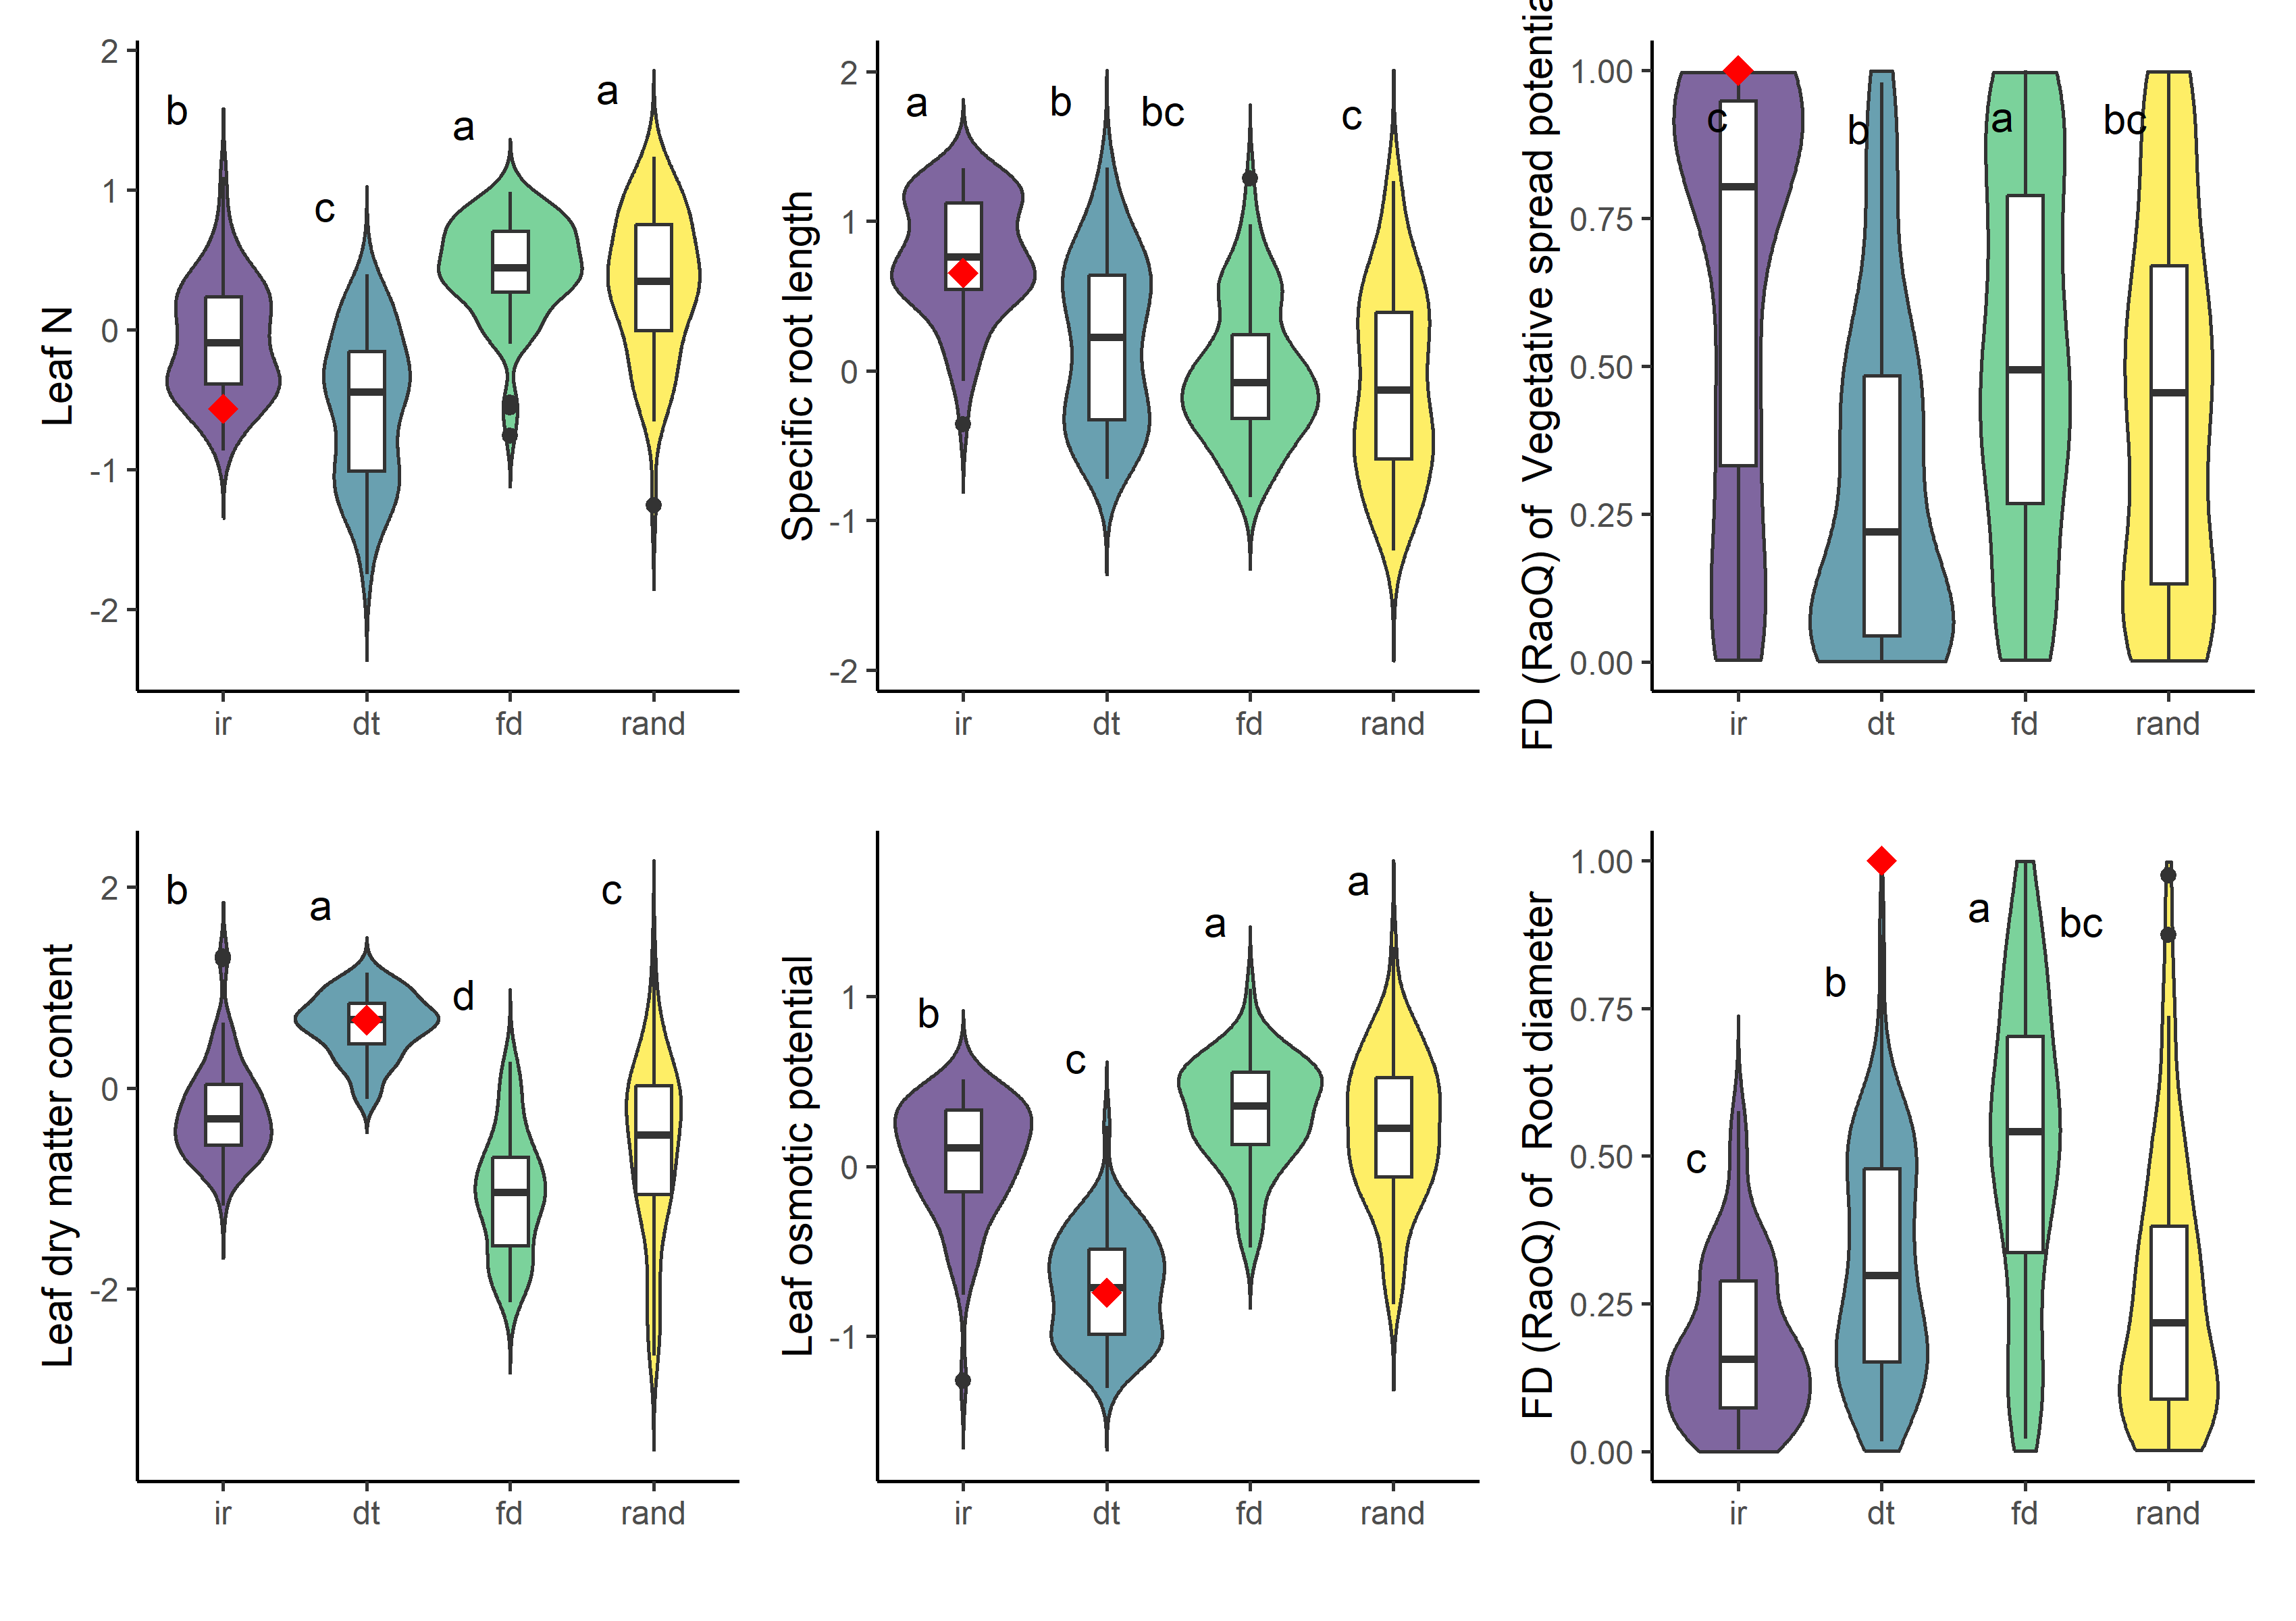 Leaf N
2
1
0
-1
-2
b
c
a
a
ir dt fd rand
Specific root length
2
1
0
-1
-2
a
b
bc
c
ir dt fd rand
FD (RaoQ) of Vegetative spread potential
1.00
0.75
0.50
0.25
0.00
c
b
a
bc
ir dt fd rand
Leaf dry matter content
2
0
-2
b
a
d
c
ir dt fd rand
Leaf osmotic potential
1
0
-1
b
c
a
a
ir dt fd rand
FD (RaoQ) of Root diameter
1.00
0.75
0.50
0.25
0.00
c
b
a
bc
ir dt fd rand